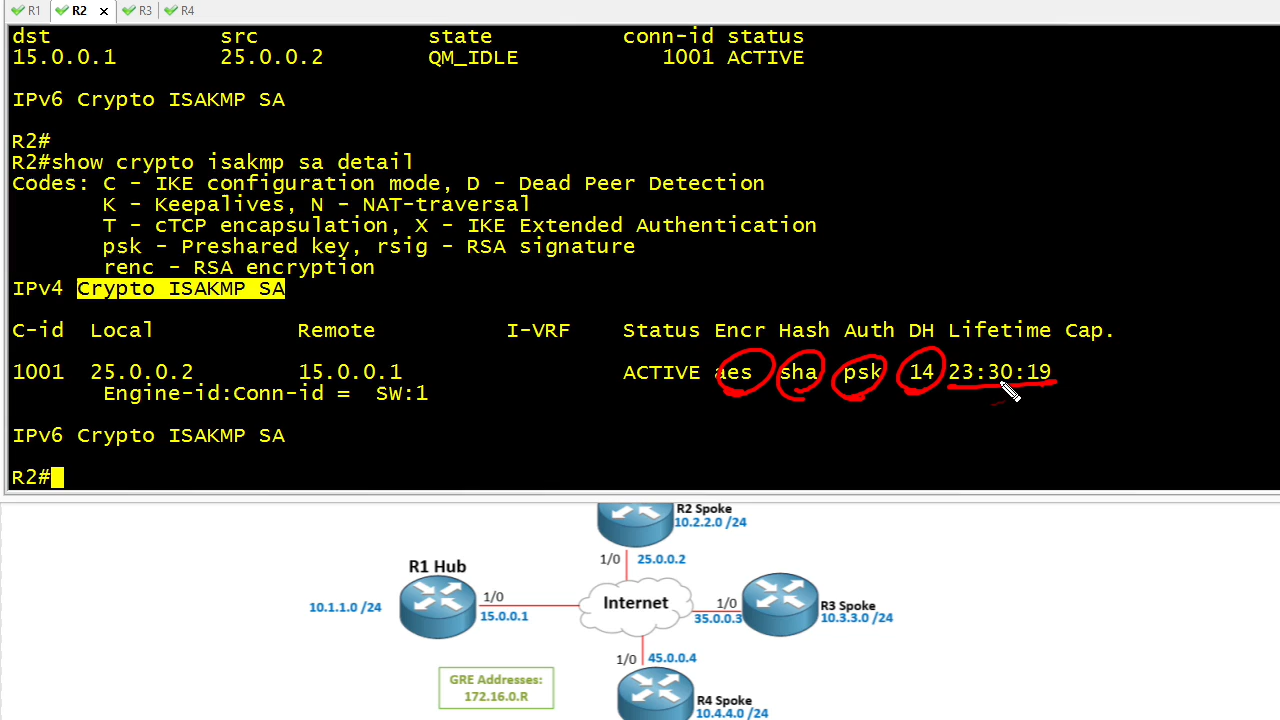 R1 R2 × R3 R4
dst src state conn-id status
15.0.0.1 25.0.0.2 QM_IDLE 1001 ACTIVE
IPv6 Crypto ISAKMP SA
R2#
R2#show crypto isakmp sa detail
Codes: C - IKE configuration mode, D - Dead Peer Detection
K - Keepalives, N - NAT-traversal
T - cTCP encapsulation, X - IKE Extended Authentication
psk - Preshared key, rsig - RSA signature
renc - RSA encryption
IPv4 Crypto ISAKMP SA
C-id Local Remote I-VRF Status Encr Hash Auth DH Lifetime Cap.
1001 25.0.0.2 15.0.0.1 ACTIVE aes sha psk 14 23:30:19
Engine-id:Conn-id = SW:1
IPv6 Crypto ISAKMP SA
R2#
R2 Spoke
10.2.2.0 /24
1/0 25.0.0.2
R1 Hub
10.1.1.0 /24
1/0
15.0.0.1
Internet
1/0
35.0.0.3
R3 Spoke
10.3.3.0 /24
1/0 45.0.0.4
GRE Addresses:
172.16.0.R
R4 Spoke
10.4.4.0 /24